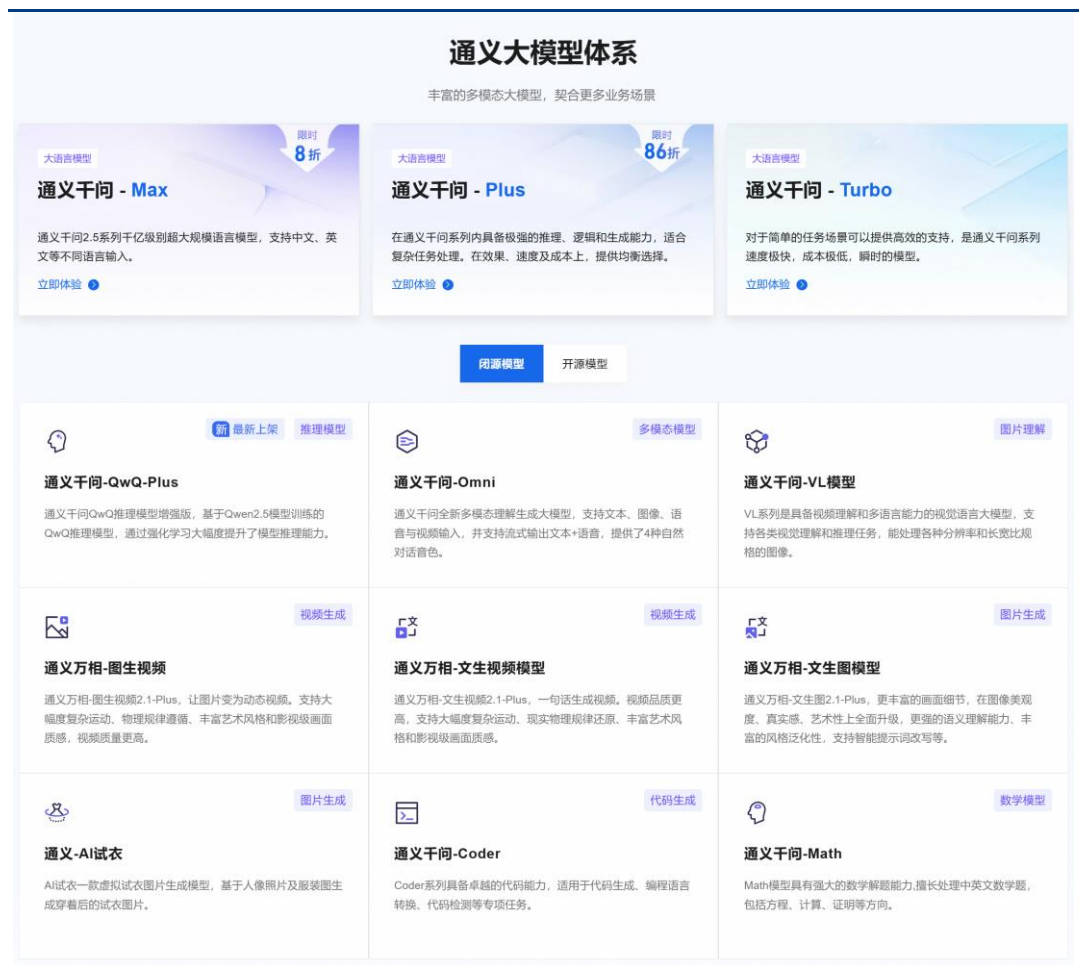 通义大模型体系
丰富的多模态大模型，契合更多业务场景
限时
8折
大语言模型
通义千问 - Max
通义千问2.5系列千亿级别超大规模语言模型，支持中文、英
文等不同语言输入。
立即体验
限时
86折
大语言模型
通义千问 - Plus
在通义千问系列内具备极强的推理、逻辑和生成能力，适合
复杂任务处理。在效果、速度及成本上，提供均衡选择。
立即体验
大语言模型
通义千问 - Turbo
对于简单的任务场景可以提供高效的支持，是通义千问系列
速度极快，成本极低，瞬时的模型。
立即体验
闭源模型
开源模型
新 最新上架
推理模型
通义千问-QwQ-Plus
通义千问QwQ推理模型增强版，基于Qwen2.5模型训练的
QwQ推理模型，通过强化学习大幅度提升了模型推理能力。
多模态模型
通义千问-Omni
通义千问全新多模态理解生成大模型，支持文本、图像、语
音与视频输入，并支持流式输出文本+语音，提供了4种自然
对话音色。
图片理解
通义千问-VL模型
VL系列是具备视频理解和多语言能力的视觉语言大模型，支
持各类视觉理解和推理任务，能处理各种分辨率和长宽比规
格的图像。
视频生成
通义万相-图生视频
通义万相-图生视频2.1-Plus，让图片变为动态视频。支持大
幅度复杂运动、物理规律遵循、丰富艺术风格和影视级画面
质感，视频质量更高。
视频生成
文
通义万相-文生视频模型
通义万相-文生视频2.1-Plus，一句话生成视频。视频品质更
高，支持大幅度复杂运动、现实物理规律还原、丰富艺术风
格和影视级画面质感。
图片生成
文
通义万相-文生图模型
通义万相-文生图2.1-Plus，更丰富的画面细节，在图像美观
度、真实感、艺术性上全面升级，更强的语义理解能力、丰
富的风格泛化性，支持智能提示词改写等。
图片生成
通义-AI试衣
AI试衣一款虚拟试衣图片生成模型，基于人像照片及服装图生
成穿着后的试衣图片。
代码生成
通义千问-Coder
Coder系列具备卓越的代码能力，适用于代码生成、编程语言
转换、代码检测等专项任务。
数学模型
通义千问-Math
Math模型具有强大的数学解题能力,擅长处理中英文数学题，
包括方程、计算、证明等方向。